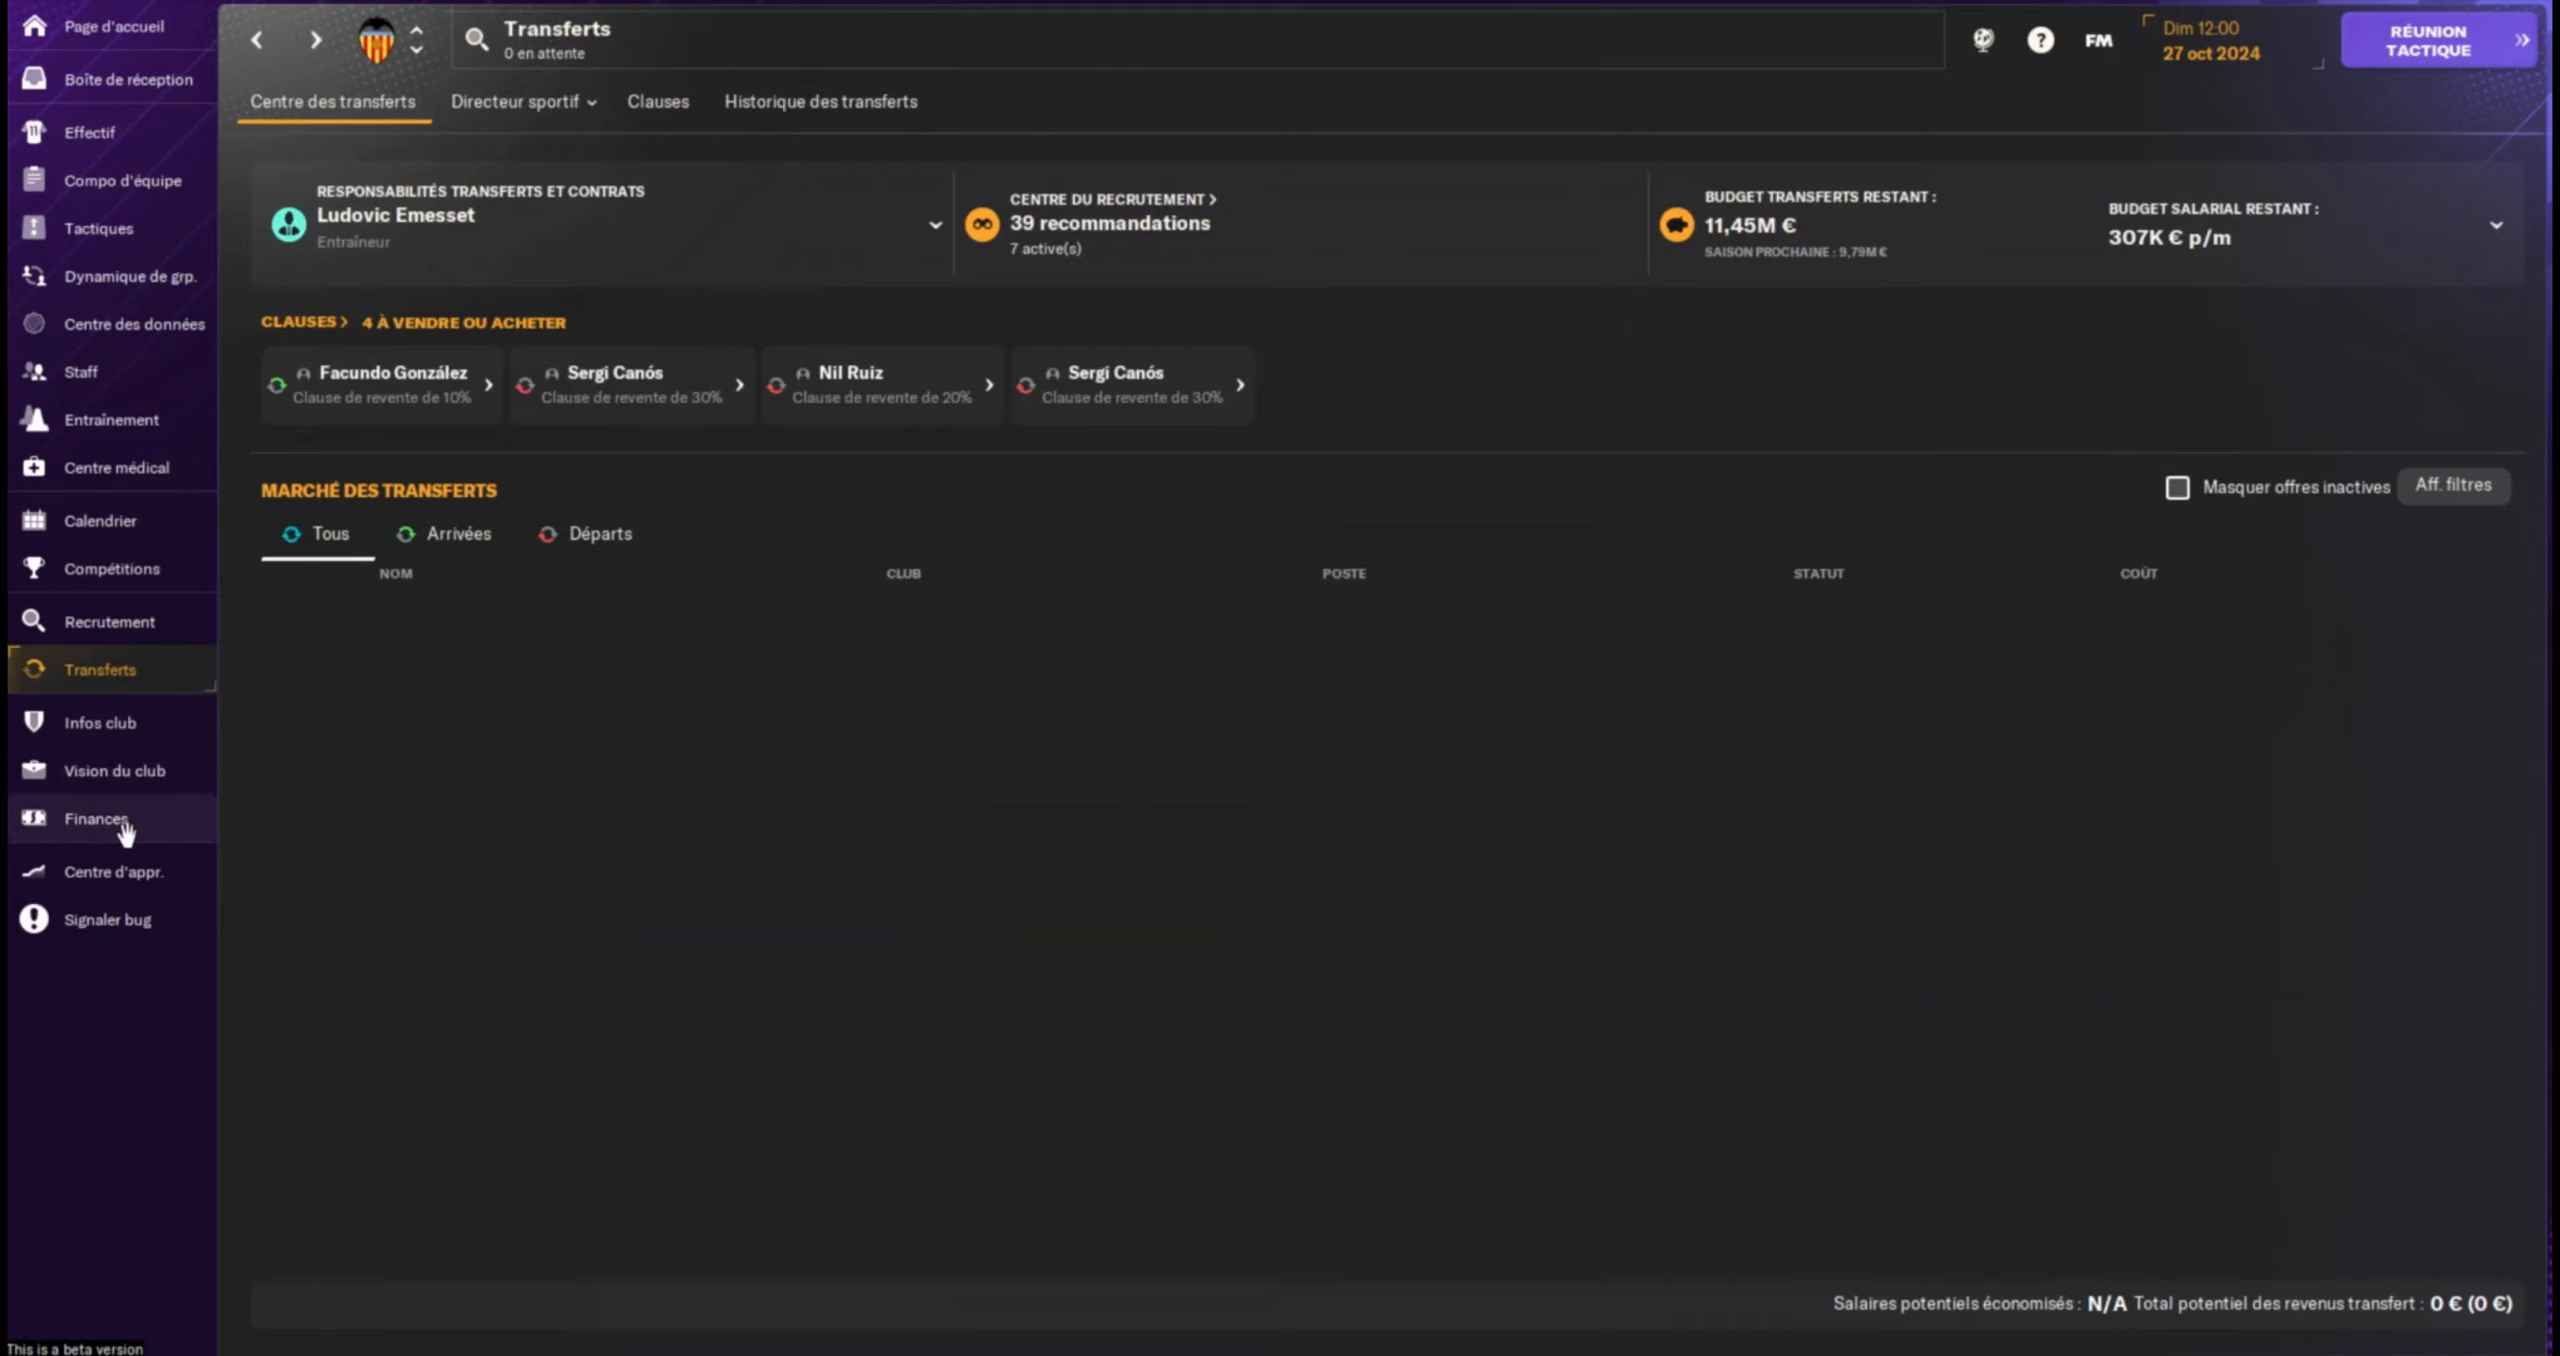 Page d'accueil
Boîte de réception
Effectif
Compo d'équipe
Tactiques
Dynamique de grp.
Centre des données
Staff
Entraînement
Centre médical
Calendrier
Compétitions
Recrutement
Transferts
Infos club
Vision du club
Finances
Centre d'appr.
Signaler bug
This is a beta version
Transferts
0 en attente
?
FM
Dim 12:00
27 oct 2024
RÉUNION
TACTIQUE
Centre des transferts Directeur sportif Clauses Historique des transferts
RESPONSABILITÉS TRANSFERTS ET CONTRATS
Ludovic Emesset
Entraîneur
CENTRE DU RECRUTEMENT >
39 recommandations
7 active(s)
BUDGET TRANSFERTS RESTANT :
11,45M €
SAISON PROCHAINE : 9,79M €
BUDGET SALARIAL RESTANT :
307K € p/m
CLAUSES > 4 À VENDRE OU ACHETER
Facundo González
Clause de revente de 10%
Sergi Canós
Clause de revente de 30%
Nil Ruiz
Clause de revente de 20%
Sergi Canós
Clause de revente de 30%
MARCHÉ DES TRANSFERTS
Masquer offres inactives Aff. filtres
Tous Arrivées Départs
NOM CLUB POSTE STATUT COÛT
Salaires potentiels économisés : N/A Total potentiel des revenus transfert : 0 € (0 €)